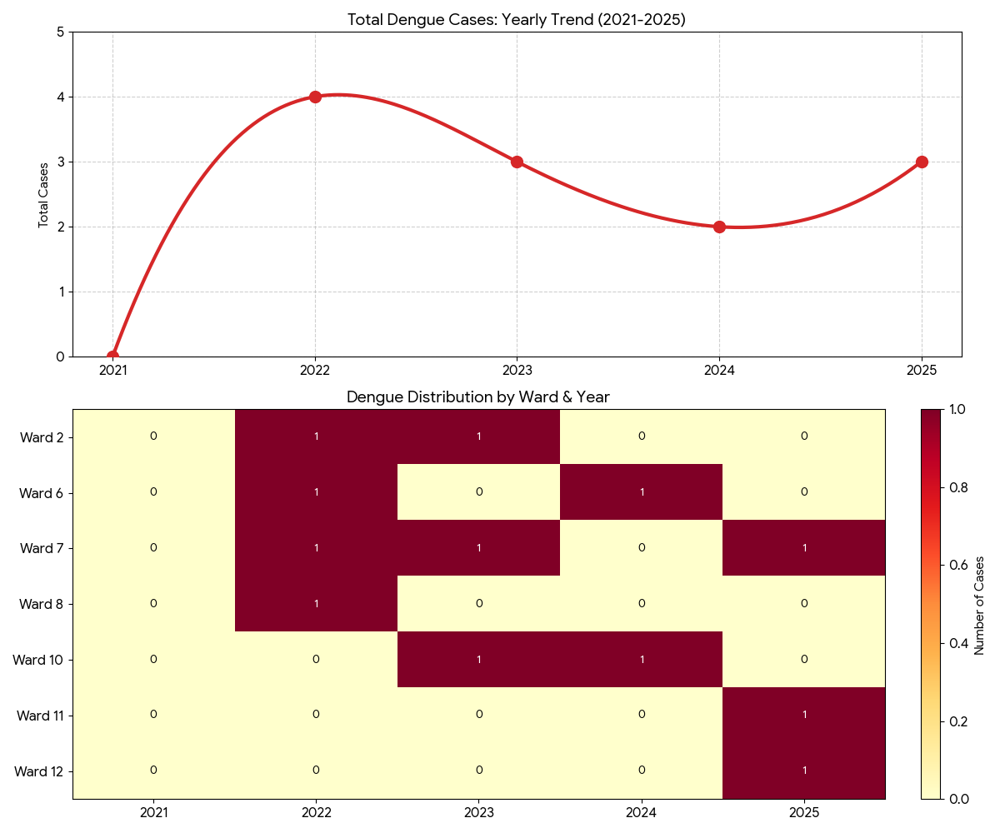 Total Dengue Cases: Yearly Trend (2021-2025)
5
4
3
2
1
0
Total Cases
2021 2022 2023 2024 2025
Dengue Distribution by Ward & Year
Ward 2 0 1 1 0 0
Ward 6 0 1 0 1 0
Ward 7 0 1 1 0 1
Ward 8 0 1 0 0 0
Ward 10 0 0 1 1 0
Ward 11 0 0 0 0 1
Ward 12 0 0 0 0 1
2021 2022 2023 2024 2025
1.0
0.8
0.6
0.4
0.2
0.0
Number of Cases